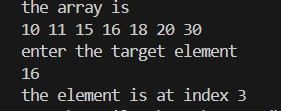 the array is
10 11 15 16 18 20 30
enter the target element
16
the element is at index 3